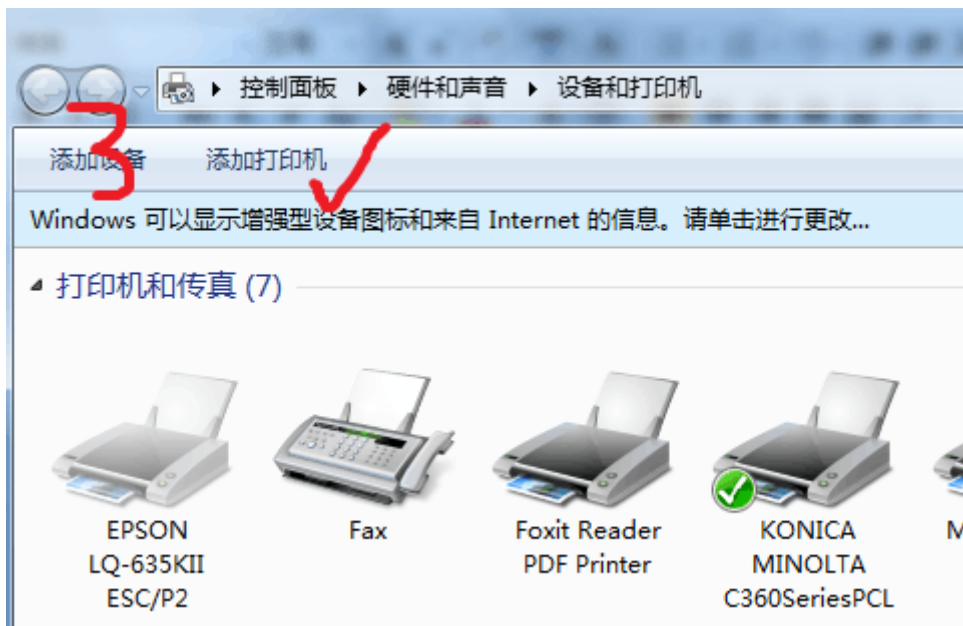 控制面板 硬件和声音 设备和打印机
3
添加设备 添加打印机
Windows 可以显示增强型设备图标和来自 Internet 的信息。请单击进行更改...
打印机和传真 (7)
EPSON
LQ-635KII
ESC/P2
Fax
Foxit Reader
PDF Printer
KONICA
MINOLTA
C360SeriesPCL
M